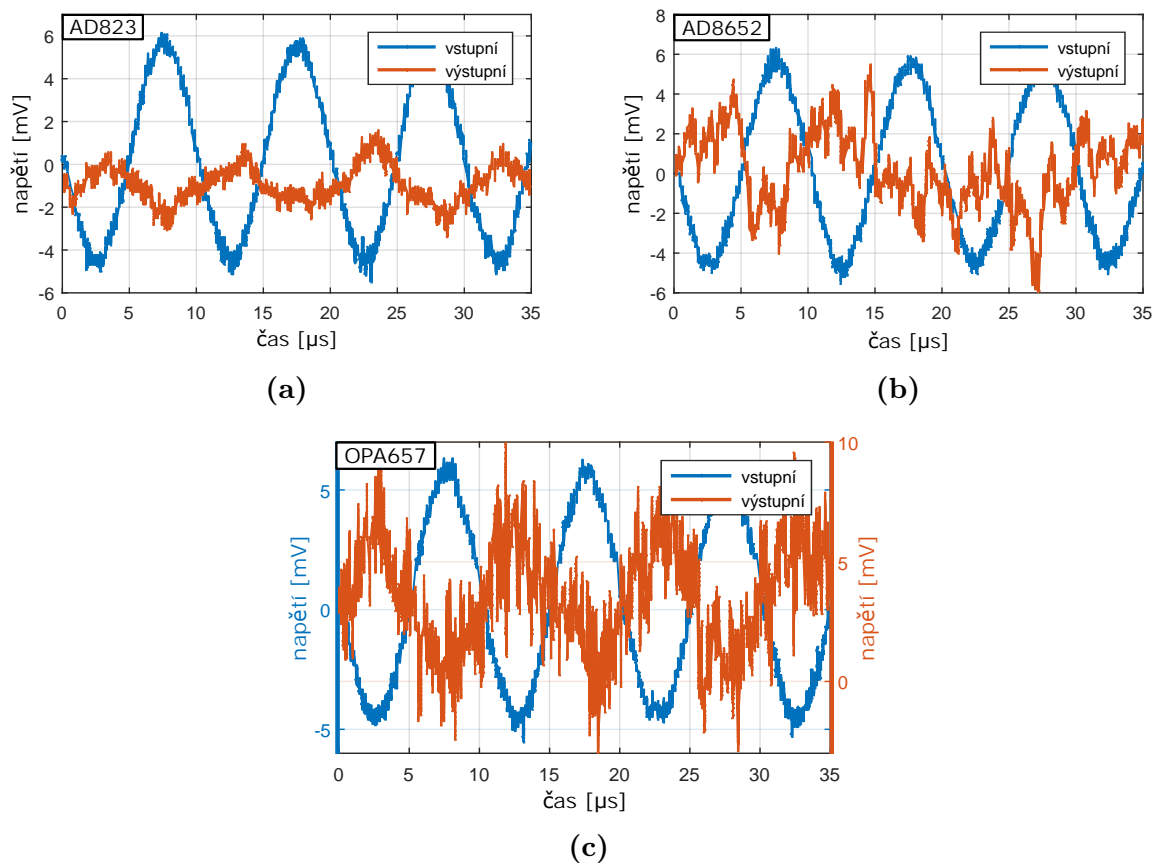 AD823
vstupní
výstupní
napětí [mV]
6
4
2
0
-2
-4
-6
0 5 10 15 20 25 30 35
čas [µs]
(a)
AD8652
vstupní
výstupní
napětí [mV]
8
6
4
2
0
-2
-4
-6
0 5 10 15 20 25 30 35
čas [µs]
(b)
OPA657
vstupní
výstupní
napětí [mV]
5
0
-5
10
5
0
napětí [mV]
0 5 10 15 20 25 30 35
čas [µs]
(c)